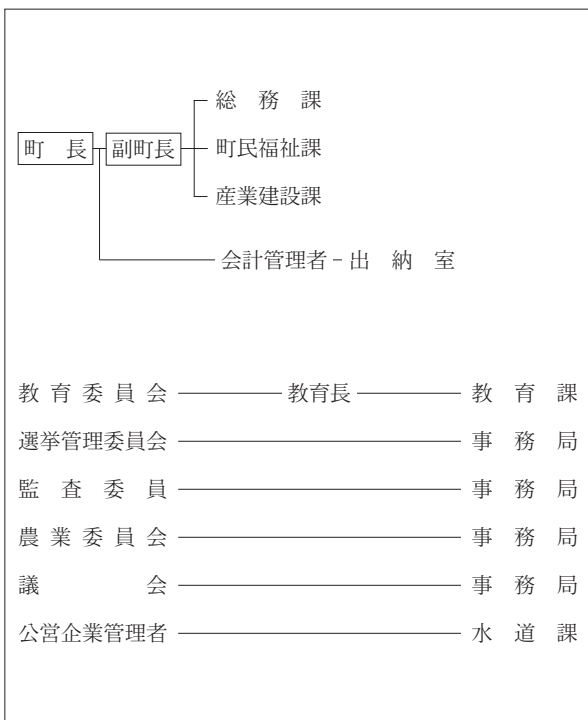 総務課
町長 副町長 町民福祉課
産業建設課
会計管理者-出納室
教育委員会 教育長 教育課
選挙管理委員会 事務局
監査委員 事務局
農業委員会 事務局
議会 事務局
公営企業管理者 水道課